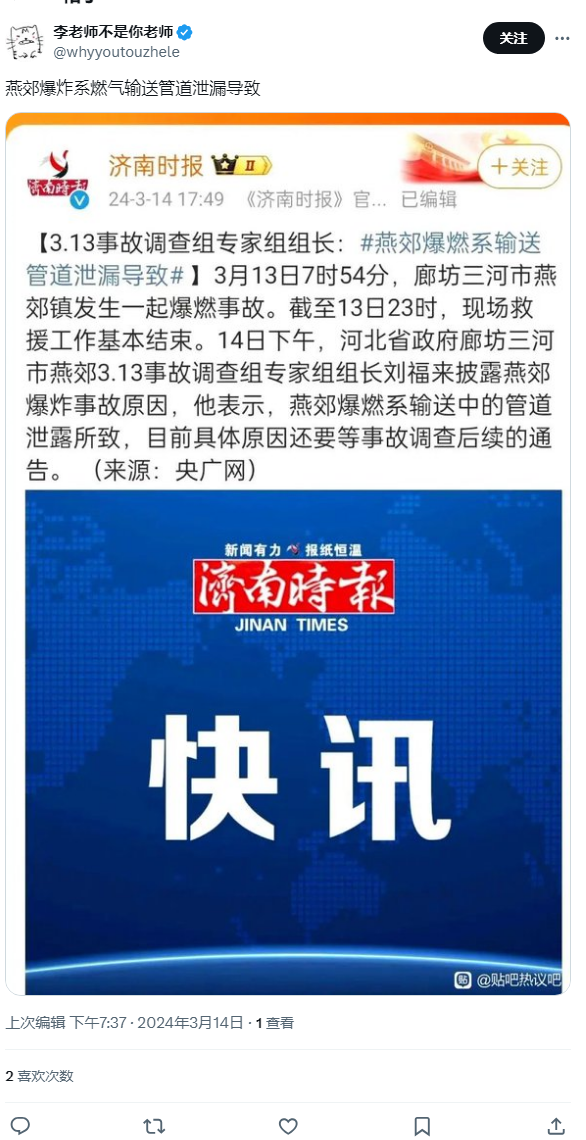 李老师不是你老师
@whyyoutouzhele
关注
燕郊爆炸系燃气输送管道泄漏导致
济南时报 II
+关注
濟南時報
24-3-14 17:49 《济南时报》官... 已编辑
【3.13事故调查组专家组组长：#燕郊爆燃系输送
管道泄漏导致#】3月13日7时54分，廊坊三河市燕
郊镇发生一起爆燃事故。截至13日23时，现场救
援工作基本结束。14日下午，河北省政府廊坊三河
市燕郊3.13事故调查组专家组组长刘福来披露燕郊
爆炸事故原因，他表示，燕郊爆燃系输送中的管道
泄露所致，目前具体原因还要等事故调查后续的通
告。（来源：央广网）
新闻有力 报纸恒温
濟南時報
JINAN TIMES
快讯
贴 @贴吧热议吧
上次编辑 下午7:37 · 2024年3月14日 · 1 查看
2 喜欢次数